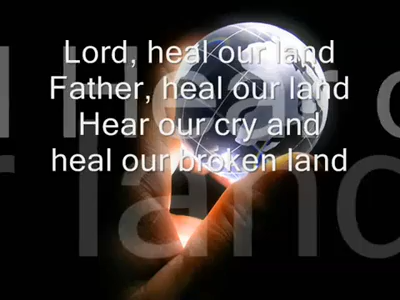 Lord, heal our land
Father, heal our land
Hear our cry and
heal our broken land